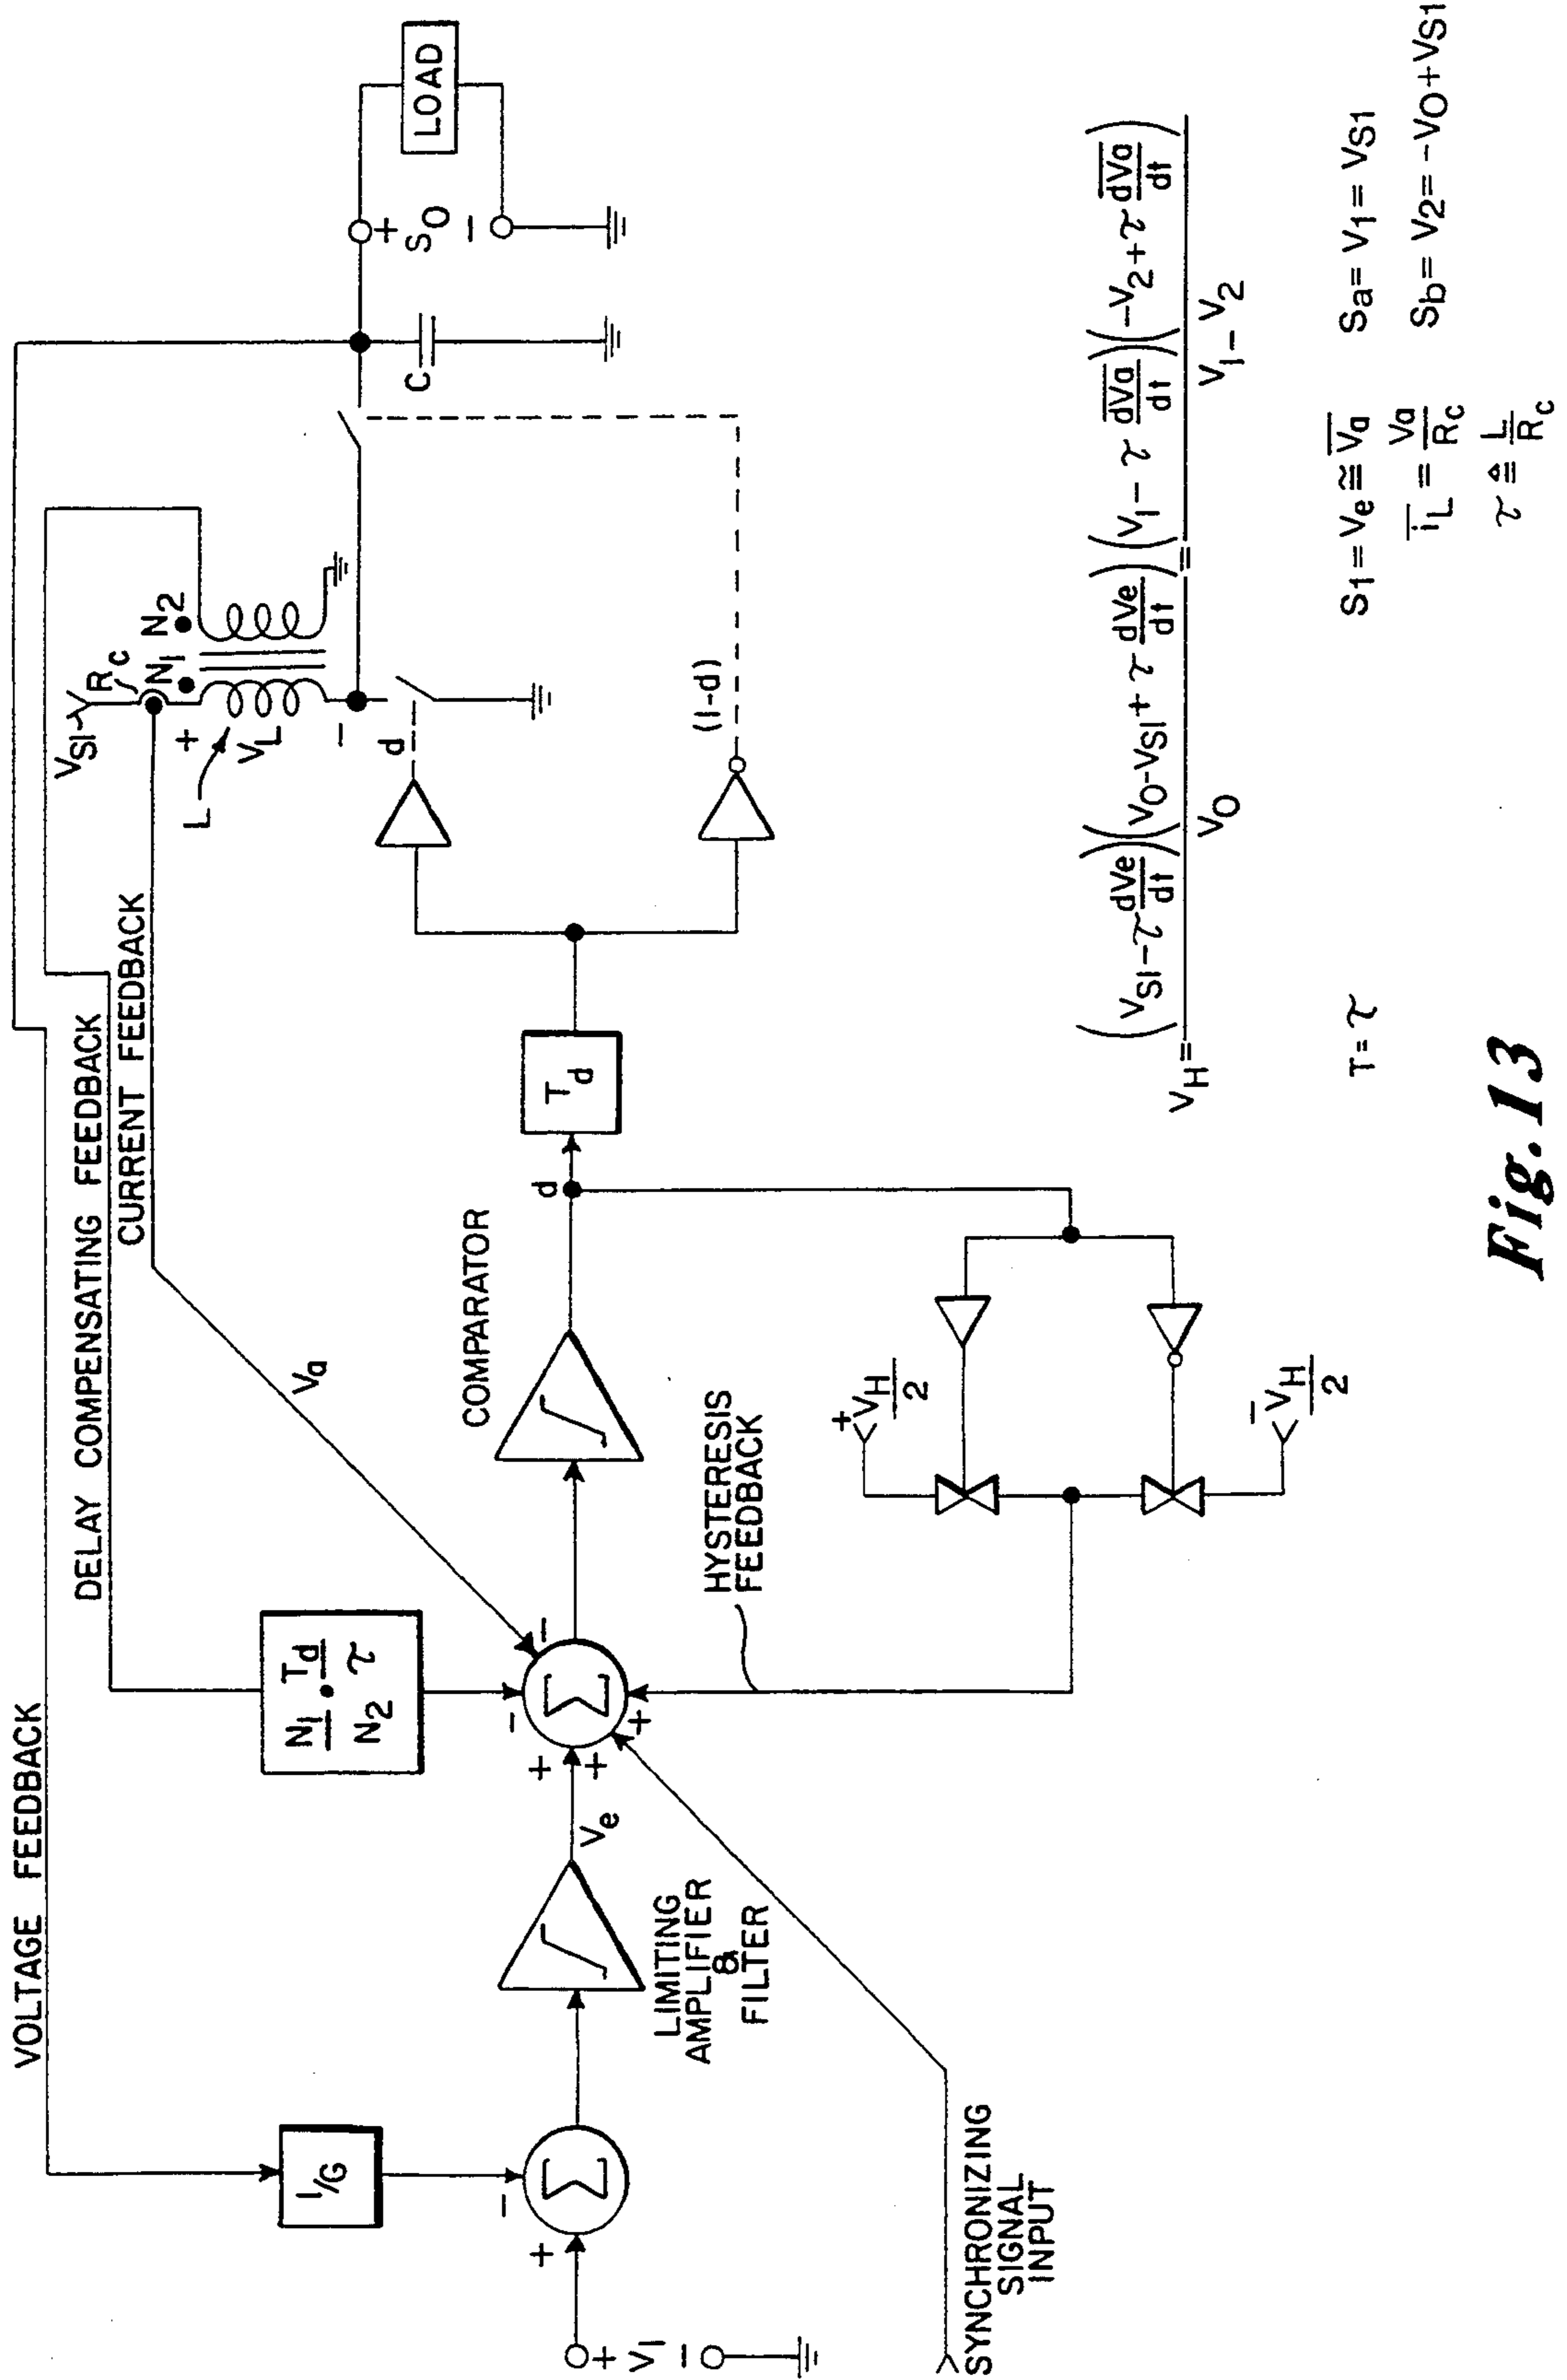 VOLTAGE FEEDBACK
DELAY COMPENSATING FEEDBACK
CURRENT FEEDBACK
1/G
N1/N2 · Td/τ
Va
VSI
Rc
N1
N2
+
VL
-
L
+
V1
-
+
-
Σ
LIMITING
AMPLIFIER
&
FILTER
Ve
+
+
-
-
+
Σ
COMPARATOR
d
Td
d
(1-d)
C
+
SO
-
LOAD
HYSTERESIS
FEEDBACK
+VH/2
-VH/2
SYNCHRONIZING
SIGNAL
INPUT
VH = (VSI - τ dVe/dt)(VO - VSI + τ dVe/dt) / VO = (V1 - τ dVa/dt)(-V2 + τ dVa/dt) / V1 - V2
T = τ
S1 = Ve ≅ Va
iL = Va/Rc
τ ≜ L/Rc
Sa = V1 = VS1
Sb = V2 = -VO + VS1
Fig. 13